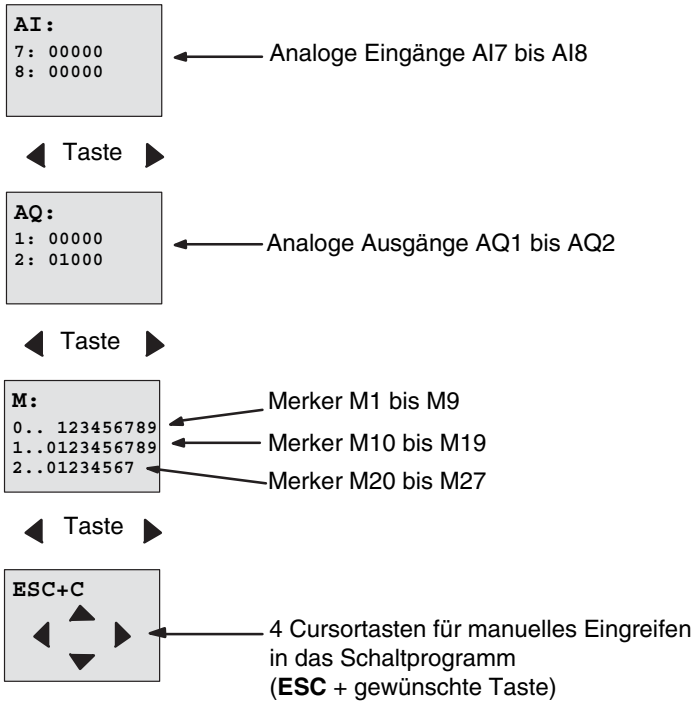 AI:
7: 00000
8: 00000
Analoge Eingänge AI7 bis AI8
Taste
AQ:
1: 00000
2: 01000
Analoge Ausgänge AQ1 bis AQ2
Taste
M:
0.. 123456789
1..0123456789
2..01234567
Merker M1 bis M9
Merker M10 bis M19
Merker M20 bis M27
Taste
ESC+C
4 Cursortasten für manuelles Eingreifen
in das Schaltprogramm
(ESC + gewünschte Taste)